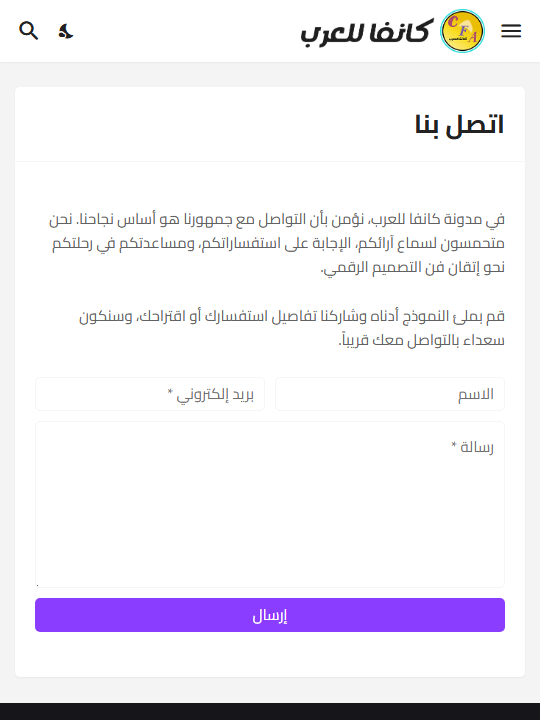 كانفا للعرب
CFA
اتصل بنا
في مدونة كانفا للعرب، نؤمن بأن التواصل مع جمهورنا هو أساس نجاحنا. نحن
متحمسون لسماع آرائكم، الإجابة على استفساراتكم، ومساعدتكم في رحلتكم
نحو إتقان فن التصميم الرقمي.
قم بملئ النموذج أدناه وشاركنا تفاصيل استفسارك أو اقتراحك، وسنكون
سعداء بالتواصل معك قريباً.
الاسم
بريد إلكتروني *
رسالة *
إرسال